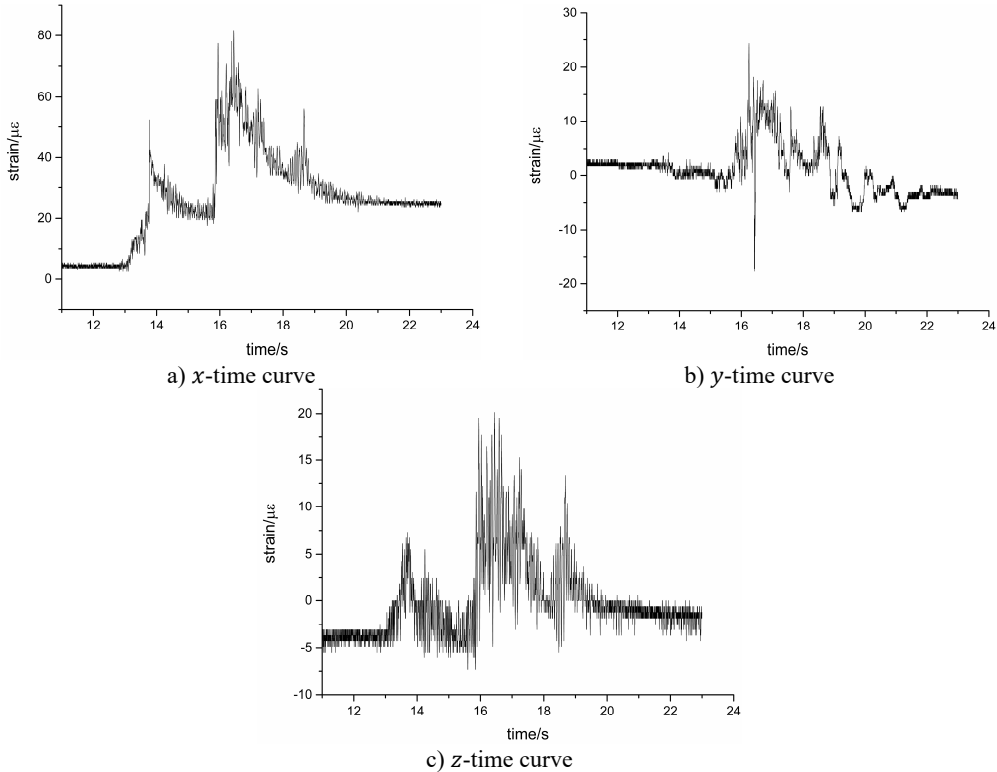 80
60
40
20
0
strain/με
12 14 16 18 20 22 24
time/s
a) x-time curve
30
20
10
0
-10
-20
strain/με
12 14 16 18 20 22 24
time/s
b) y-time curve
20
15
10
5
0
-5
-10
strain/με
12 14 16 18 20 22 24
time/s
c) z-time curve